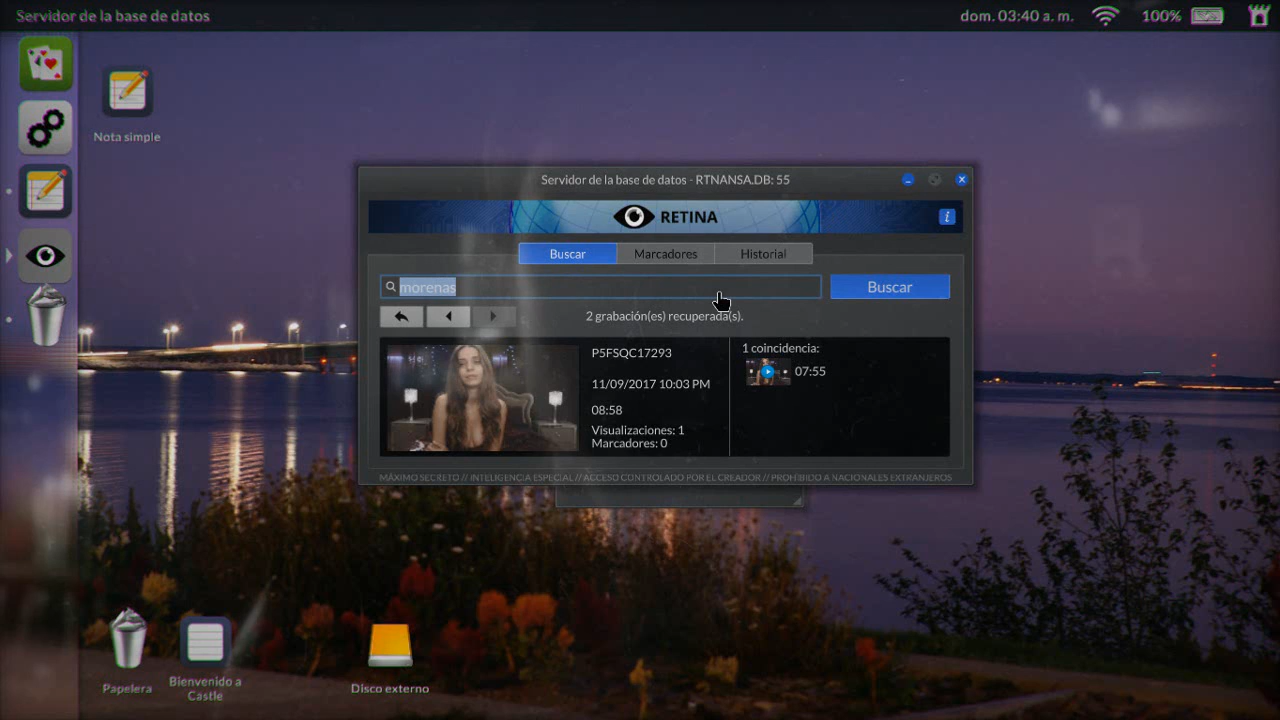 Servidor de la base de datos
dom. 03:40 a. m.
100%
Nota simple
Servidor de la base de datos - RTNANSA.DB: 55
RETINA
i
Buscar
Marcadores
Historial
morenas
Buscar
2 grabación(es) recuperada(s).
P5FSQC17293
11/09/2017 10:03 PM
08:58
Visualizaciones: 1
Marcadores: 0
1 coincidencia:
07:55
MÁXIMO SECRETO // INTELIGENCIA ESPECIAL // ACCESO CONTROLADO POR EL CREADOR // PROHIBIDO A NACIONALES EXTRANJEROS
Papelera
Bienvenido a
Castle
Disco externo